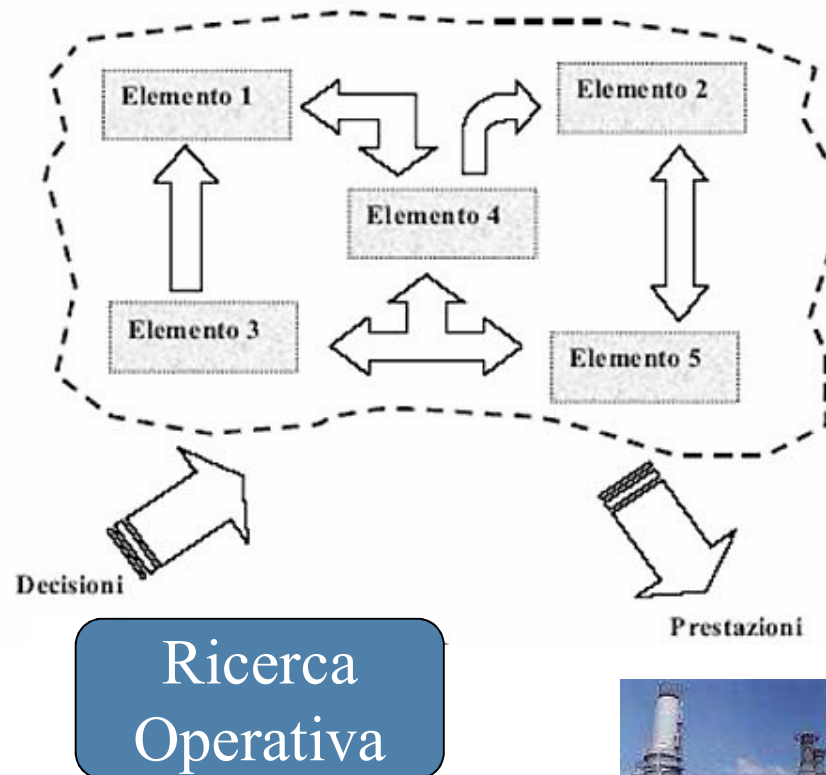 Elemento 1
Elemento 2
Elemento 4
Elemento 3
Elemento 5
Decisioni
Prestazioni
Ricerca
Operativa